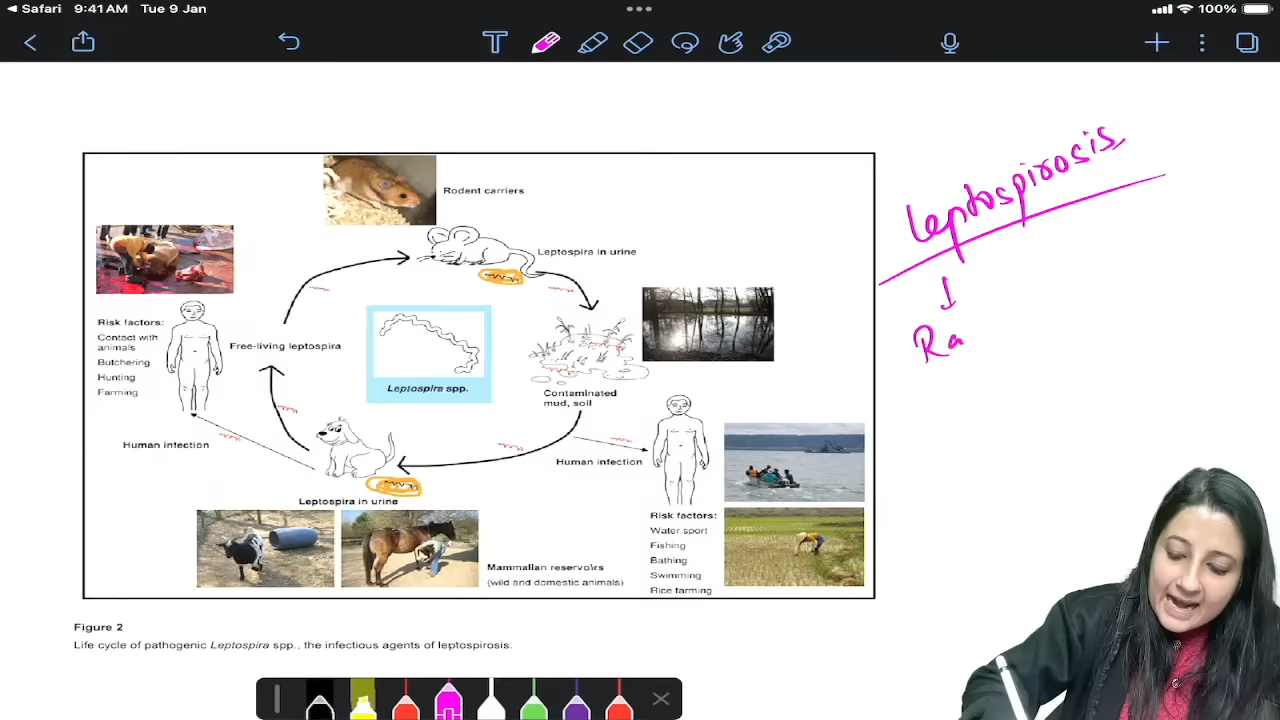 Safari 9:41 AM Tue 9 Jan
100%
T
Rodent carriers
Leptospira in urine
Risk factors:
Contact with
animals
Butchering
Hunting
Farming
Free-living leptospira
Leptospira spp.
Contaminated
mud, soil
Human infection
Human infection
Leptospira in urine
Mammalian reservoirs
(wild and domestic animals)
Risk factors:
Water sport
Fishing
Bathing
Swimming
Rice farming
Figure 2
Life cycle of pathogenic Leptospira spp., the infectious agents of leptospirosis.
Leptospirosis
Ra